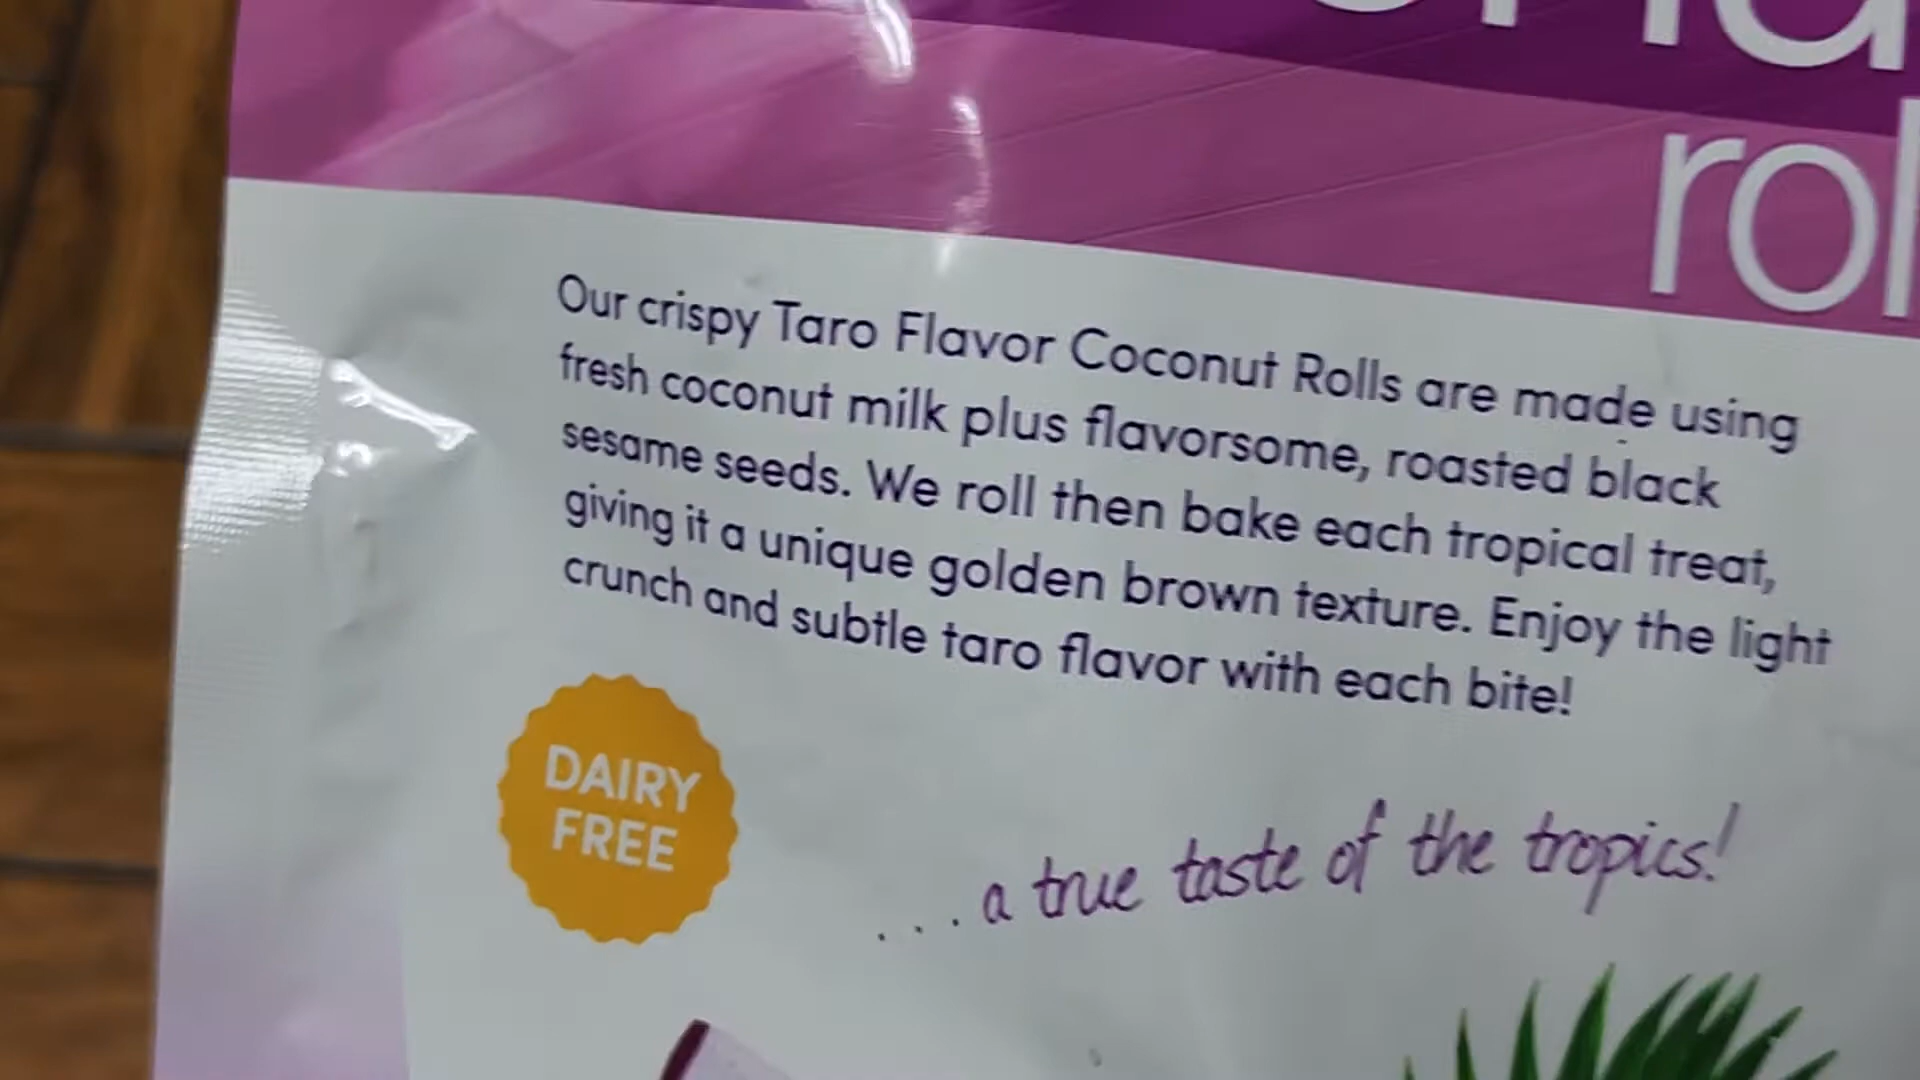 rol
Our crispy Taro Flavor Coconut Rolls are made using
fresh coconut milk plus flavorsome, roasted black
sesame seeds. We roll then bake each tropical treat,
giving it a unique golden brown texture. Enjoy the light
crunch and subtle taro flavor with each bite!
DAIRY
FREE
...a true taste of the tropics!